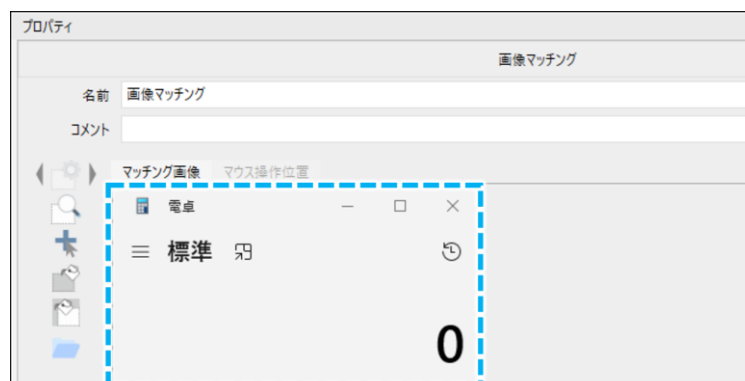 プロパティ
画像マッチング
名前 画像マッチング
コメント
マッチング画像 マウス操作位置
電卓
標準
0